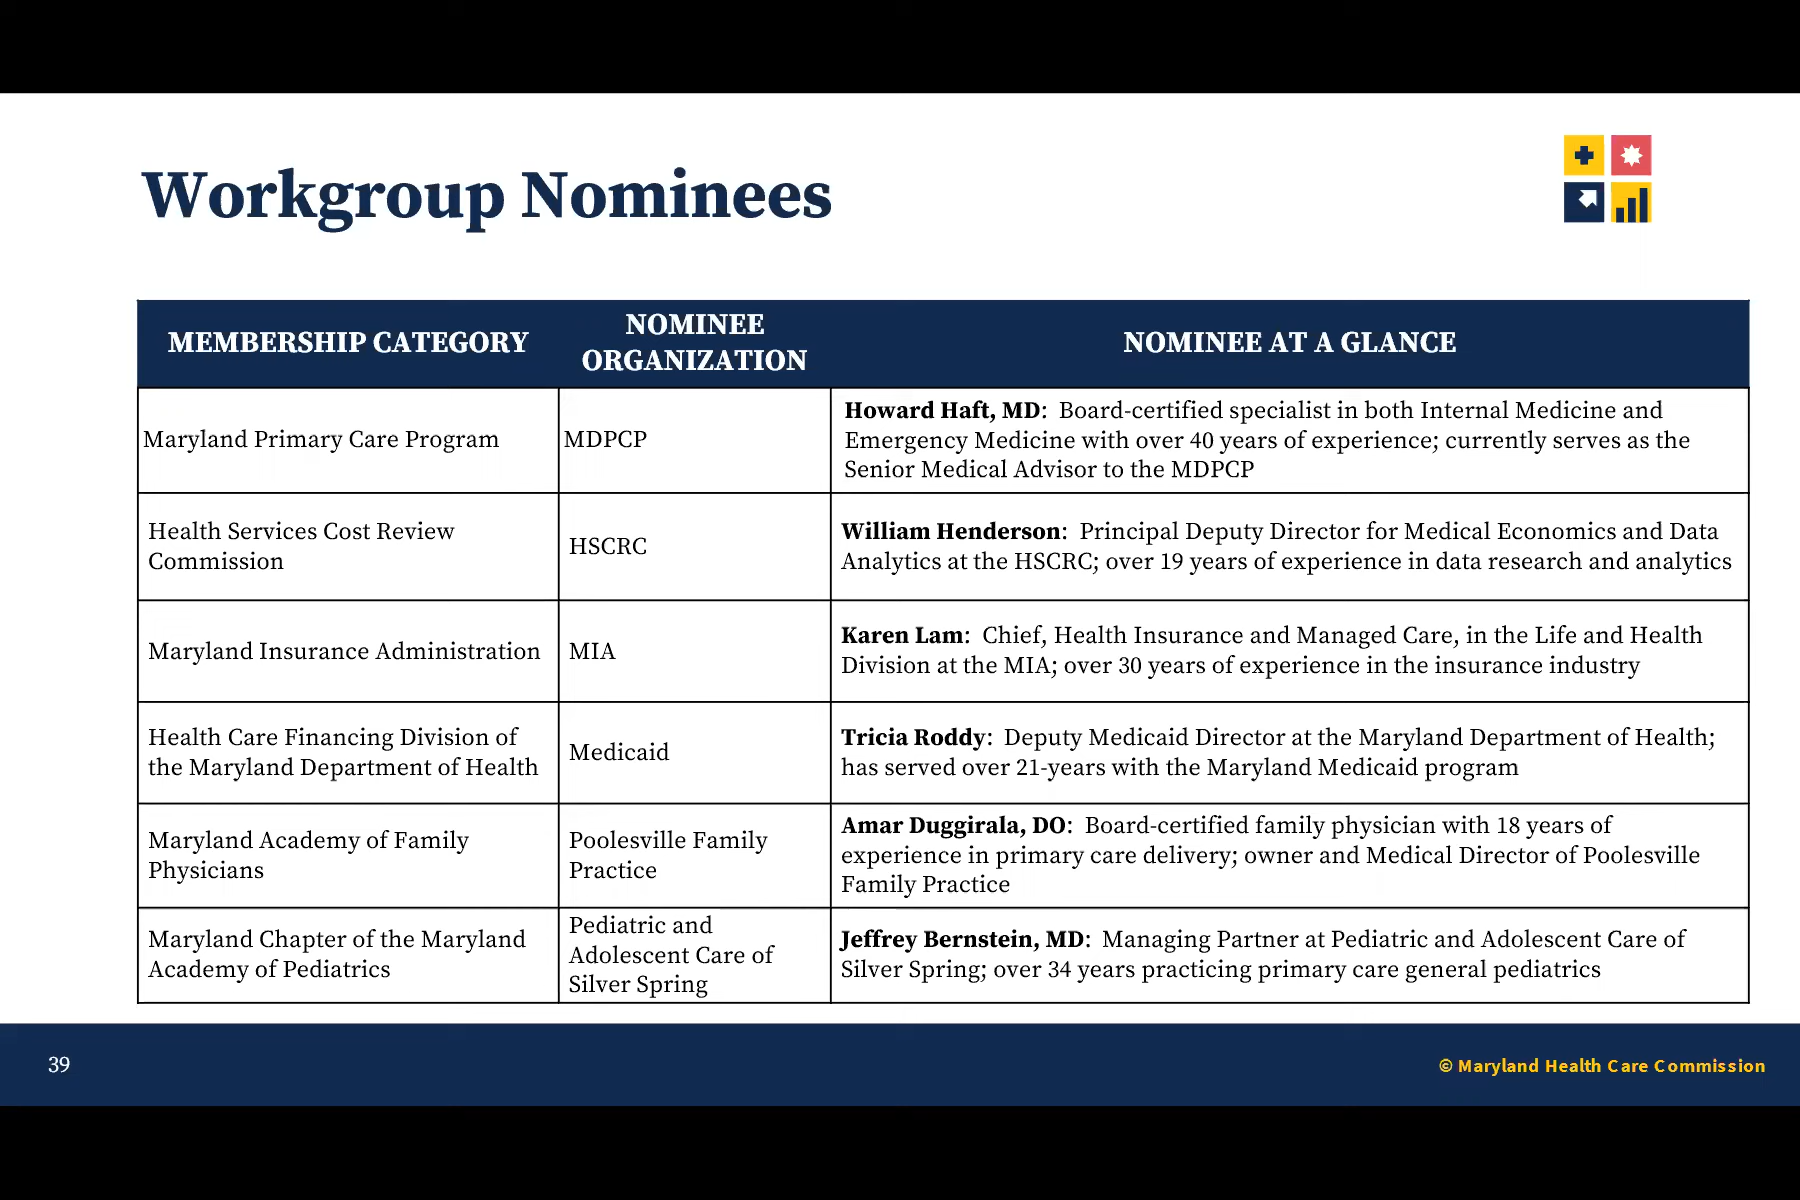 Workgroup Nominees
MEMBERSHIP CATEGORY
NOMINEE
ORGANIZATION
NOMINEE AT A GLANCE
Maryland Primary Care Program
MDPCP
Howard Haft, MD:  Board-certified specialist in both Internal Medicine and
Emergency Medicine with over 40 years of experience; currently serves as the
Senior Medical Advisor to the MDPCP
Health Services Cost Review
Commission
HSCRC
William Henderson:  Principal Deputy Director for Medical Economics and Data
Analytics at the HSCRC; over 19 years of experience in data research and analytics
Maryland Insurance Administration
MIA
Karen Lam:  Chief, Health Insurance and Managed Care, in the Life and Health
Division at the MIA; over 30 years of experience in the insurance industry
Health Care Financing Division of
the Maryland Department of Health
Medicaid
Tricia Roddy:  Deputy Medicaid Director at the Maryland Department of Health;
has served over 21-years with the Maryland Medicaid program
Maryland Academy of Family
Physicians
Poolesville Family
Practice
Amar Duggirala, DO:  Board-certified family physician with 18 years of
experience in primary care delivery; owner and Medical Director of Poolesville
Family Practice
Maryland Chapter of the Maryland
Academy of Pediatrics
Pediatric and
Adolescent Care of
Silver Spring
Jeffrey Bernstein, MD:  Managing Partner at Pediatric and Adolescent Care of
Silver Spring; over 34 years practicing primary care general pediatrics
39
© Maryland Health Care Commission